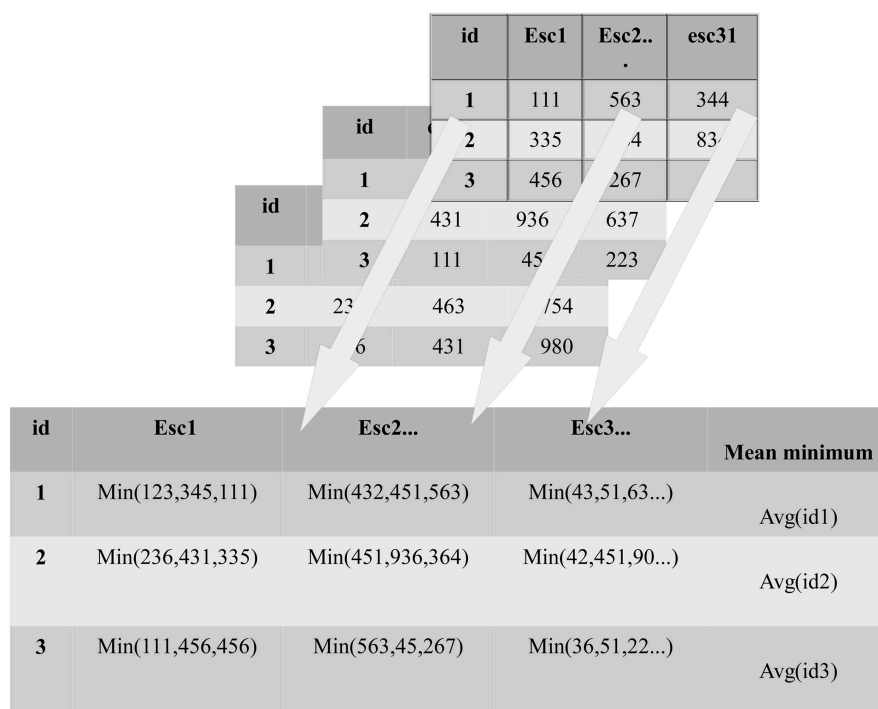 id Esc1 Esc2.. esc31
.
1 111 563 344
2 335
3 456 267
id
1
2 431 936 637
3 111 223
id
1
2 463
3 431 980
id Esc1 Esc2... Esc3...
Mean minimum
1 Min(123,345,111) Min(432,451,563) Min(43,51,63...)
Avg(id1)
2 Min(236,431,335) Min(451,936,364) Min(42,451,90...)
Avg(id2)
3 Min(111,456,456) Min(563,45,267) Min(36,51,22...)
Avg(id3)